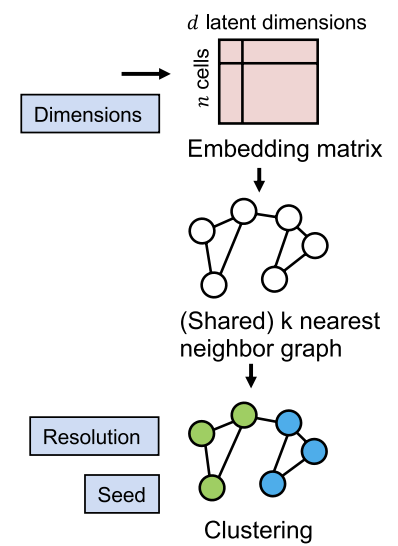 d latent dimensions
n cells
Dimensions
Embedding matrix
(Shared) k nearest
neighbor graph
Resolution
Seed
Clustering